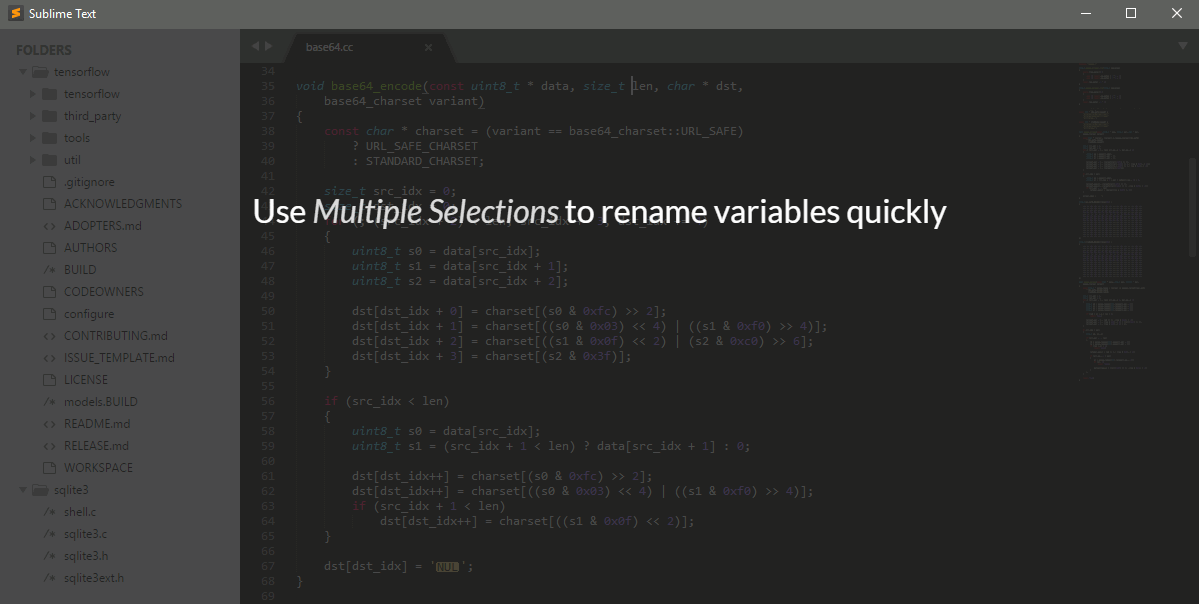 Sublime Text
FOLDERS
tensorflow
tensorflow
third_party
tools
util
.gitignore
ACKNOWLEDGMENTS
<> ADOPTERS.md
AUTHORS
/* BUILD
CODEOWNERS
configure
<> CONTRIBUTING.md
<> ISSUE_TEMPLATE.md
LICENSE
/* models.BUILD
<> README.md
<> RELEASE.md
WORKSPACE
sqlite3
/* shell.c
/* sqlite3.c
/* sqlite3.h
/* sqlite3ext.h
base64.cc
34
35 void base64_encode(const uint8_t * data, size_t len, char * dst,
36 base64_charset variant)
37 {
38 const char * charset = (variant == base64_charset::URL_SAFE)
39 ? URL_SAFE_CHARSET
40 : STANDARD_CHARSET;
41
42 size_t src_idx = 0;
Use Multiple Selections to rename variables quickly
45 {
46 uint8_t s0 = data[src_idx];
47 uint8_t s1 = data[src_idx + 1];
48 uint8_t s2 = data[src_idx + 2];
49
50 dst[dst_idx + 0] = charset[(s0 & 0xfc) >> 2];
51 dst[dst_idx + 1] = charset[((s0 & 0x03) << 4) | ((s1 & 0xf0) >> 4)];
52 dst[dst_idx + 2] = charset[((s1 & 0x0f) << 2) | (s2 & 0xc0) >> 6];
53 dst[dst_idx + 3] = charset[(s2 & 0x3f)];
54 }
55
56 if (src_idx < len)
57 {
58 uint8_t s0 = data[src_idx];
59 uint8_t s1 = (src_idx + 1 < len) ? data[src_idx + 1] : 0;
60
61 dst[dst_idx++] = charset[(s0 & 0xfc) >> 2];
62 dst[dst_idx++] = charset[((s0 & 0x03) << 4) | ((s1 & 0xf0) >> 4)];
63 if (src_idx + 1 < len)
64 dst[dst_idx++] = charset[((s1 & 0x0f) << 2)];
65 }
66
67 dst[dst_idx] = 'NUL';
68 }
69